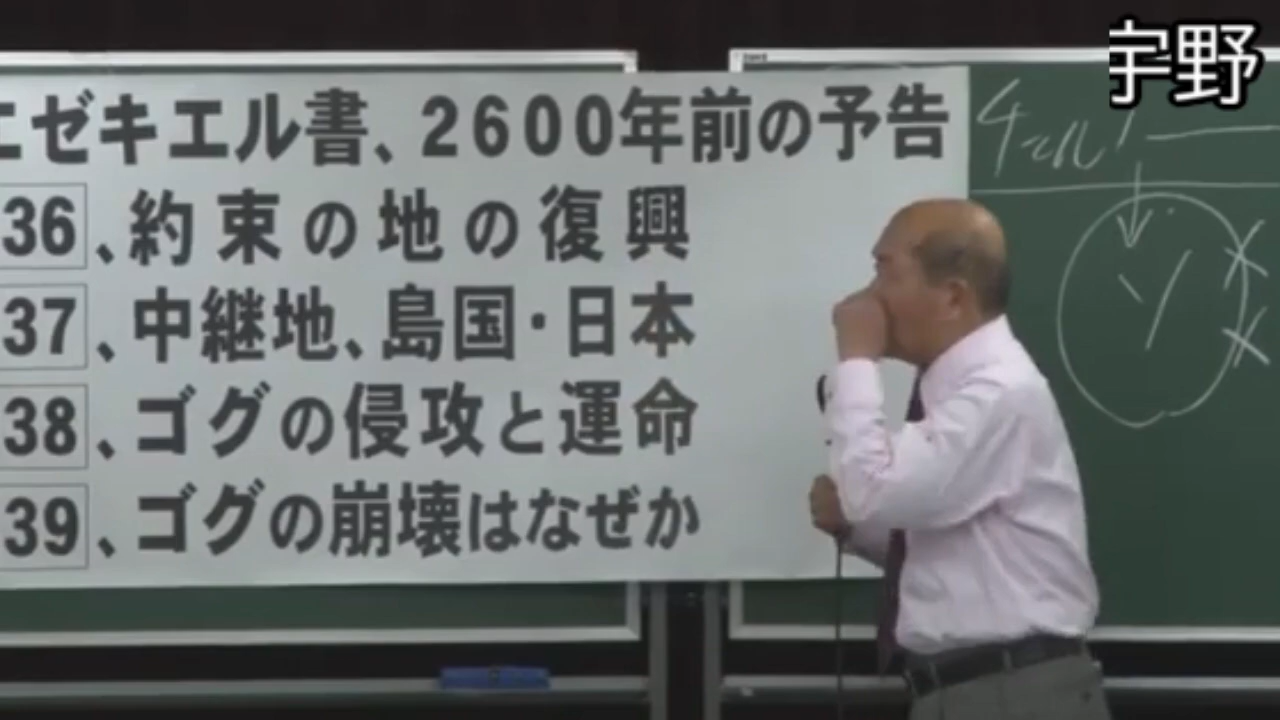 エゼキエル書、2600年前の予告
36、約束の地の復興
37、中継地、島国・日本
38、ゴグの侵攻と運命
39、ゴグの崩壊はなぜか
宇野